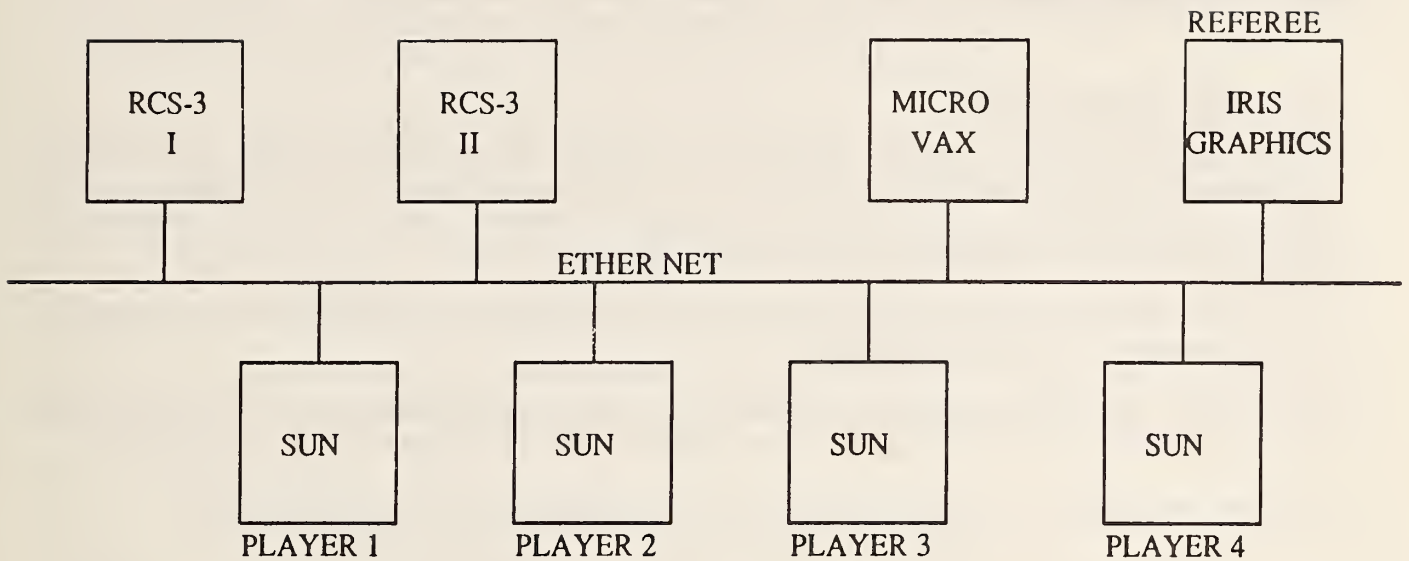 REFEREE
RCS-3
I
RCS-3
II
MICRO
VAX
IRIS
GRAPHICS
ETHER NET
SUN
SUN
SUN
SUN
PLAYER 1
PLAYER 2
PLAYER 3
PLAYER 4